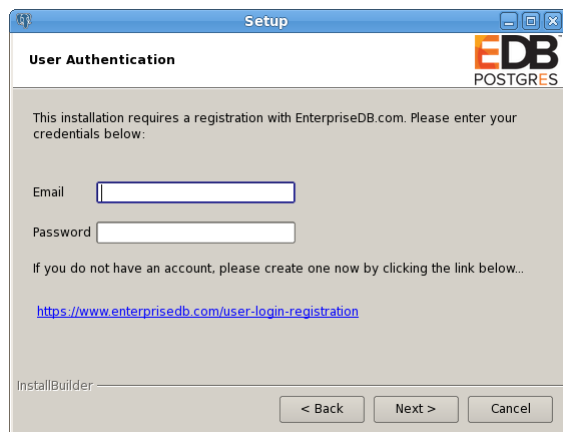 Setup
User Authentication
EDB
POSTGRES
This installation requires a registration with EnterpriseDB.com. Please enter your
credentials below:
Email
Password
If you do not have an account, please create one now by clicking the link below...
https://www.enterprisedb.com/user-login-registration
InstallBuilder
< Back Next > Cancel